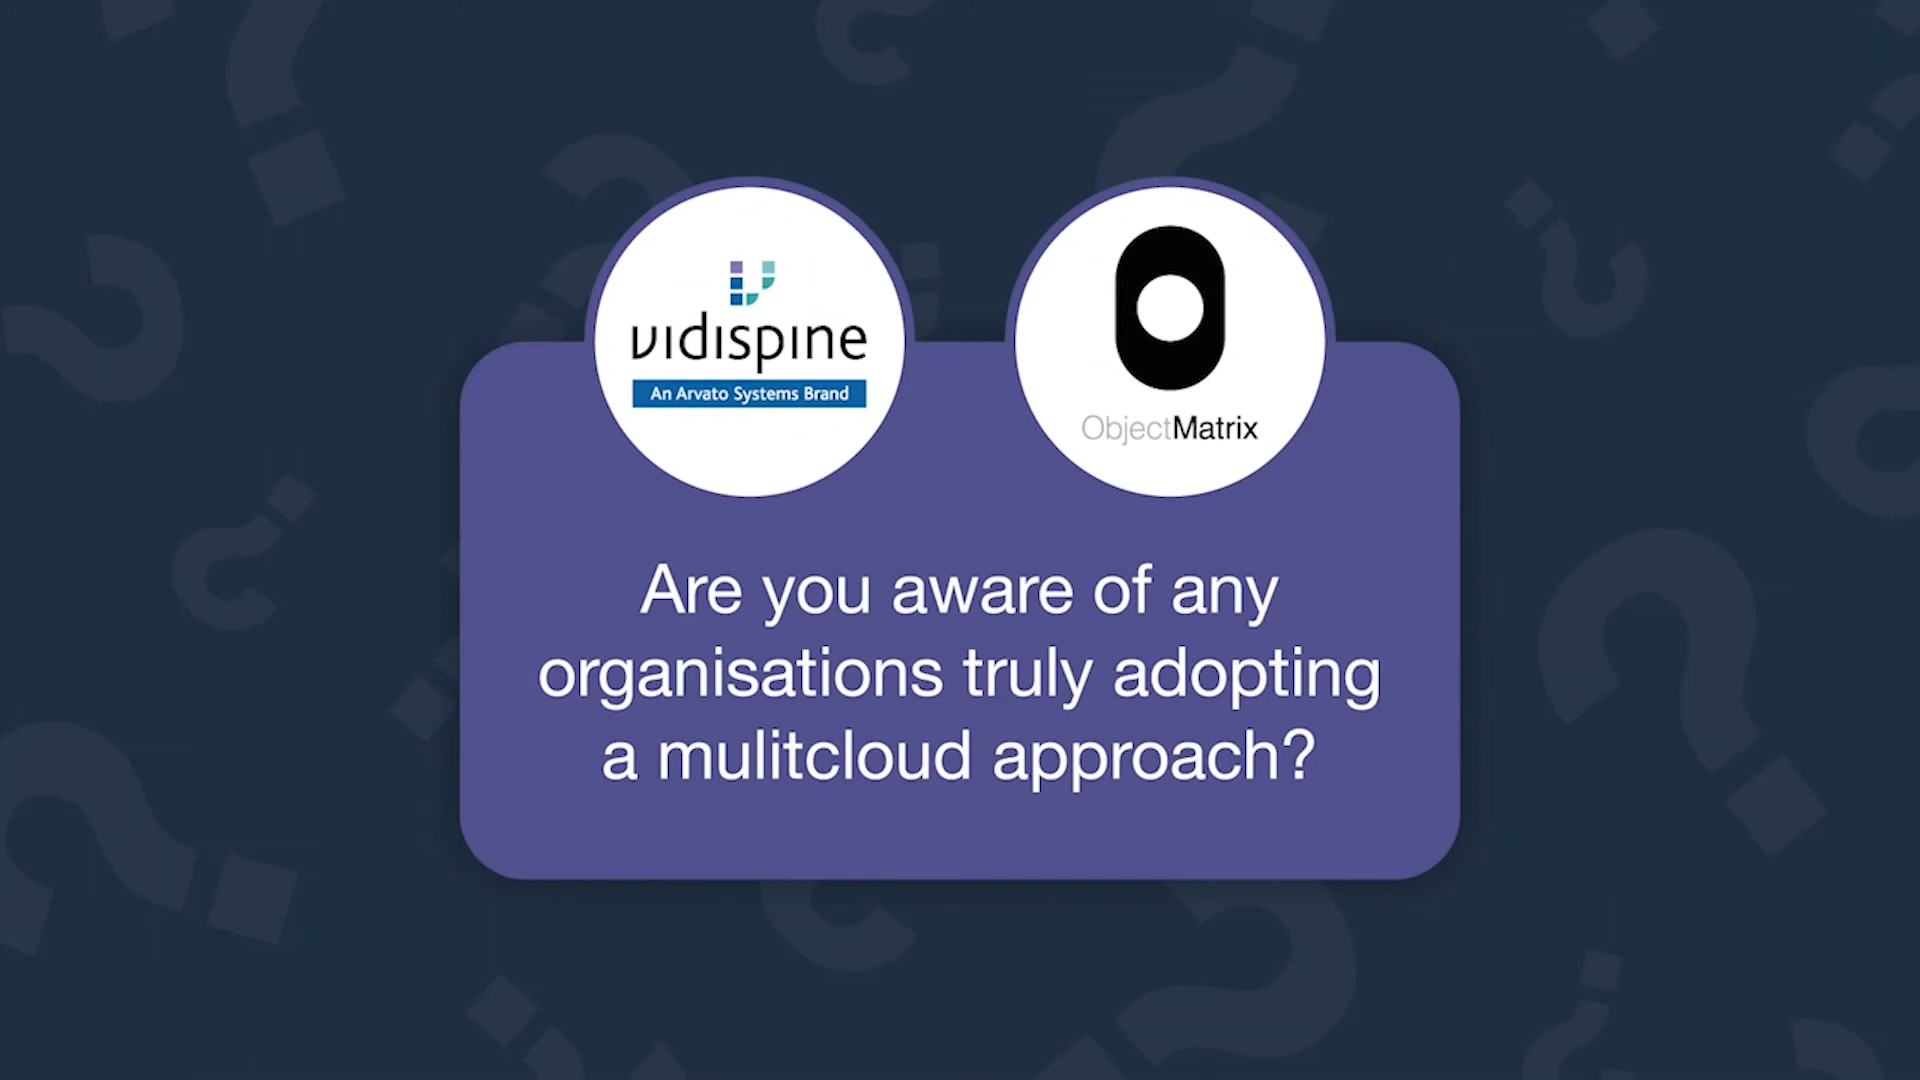 vidispine
An Arvato Systems Brand
ObjectMatrix
Are you aware of any
organisations truly adopting
a mulitcloud approach?